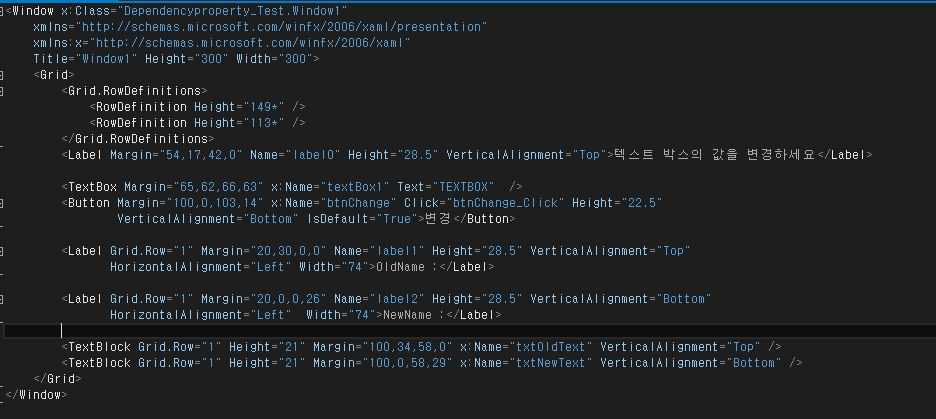 <Window x:Class="Dependencyproperty_Test.Window1"
xmlns="http://schemas.microsoft.com/winfx/2006/xaml/presentation"
xmlns:x="http://schemas.microsoft.com/winfx/2006/xaml"
Title="Window1" Height="300" Width="300">
<Grid>
<Grid.RowDefinitions>
<RowDefinition Height="149*" />
<RowDefinition Height="113*" />
</Grid.RowDefinitions>
<Label Margin="54,17,42,0" Name="label0" Height="28.5" VerticalAlignment="Top">텍스트 박스의 값을 변경하세요</Label>
<TextBox Margin="65,62,66,63" x:Name="textBox1" Text="TEXTBOX"  />
<Button Margin="100,0,103,14" x:Name="btnChange" Click="btnChange_Click" Height="22.5"
VerticalAlignment="Bottom" IsDefault="True">변경</Button>
<Label Grid.Row="1" Margin="20,30,0,0" Name="label1" Height="28.5" VerticalAlignment="Top"
HorizontalAlignment="Left" Width="74">OldName :</Label>
<Label Grid.Row="1" Margin="20,0,0,26" Name="label2" Height="28.5" VerticalAlignment="Bottom"
HorizontalAlignment="Left"  Width="74">NewName :</Label>
<TextBlock Grid.Row="1" Height="21" Margin="100,34,58,0" x:Name="txtOldText" VerticalAlignment="Top" />
<TextBlock Grid.Row="1" Height="21" Margin="100,0,58,29" x:Name="txtNewText" VerticalAlignment="Bottom" />
</Grid>
</Window>